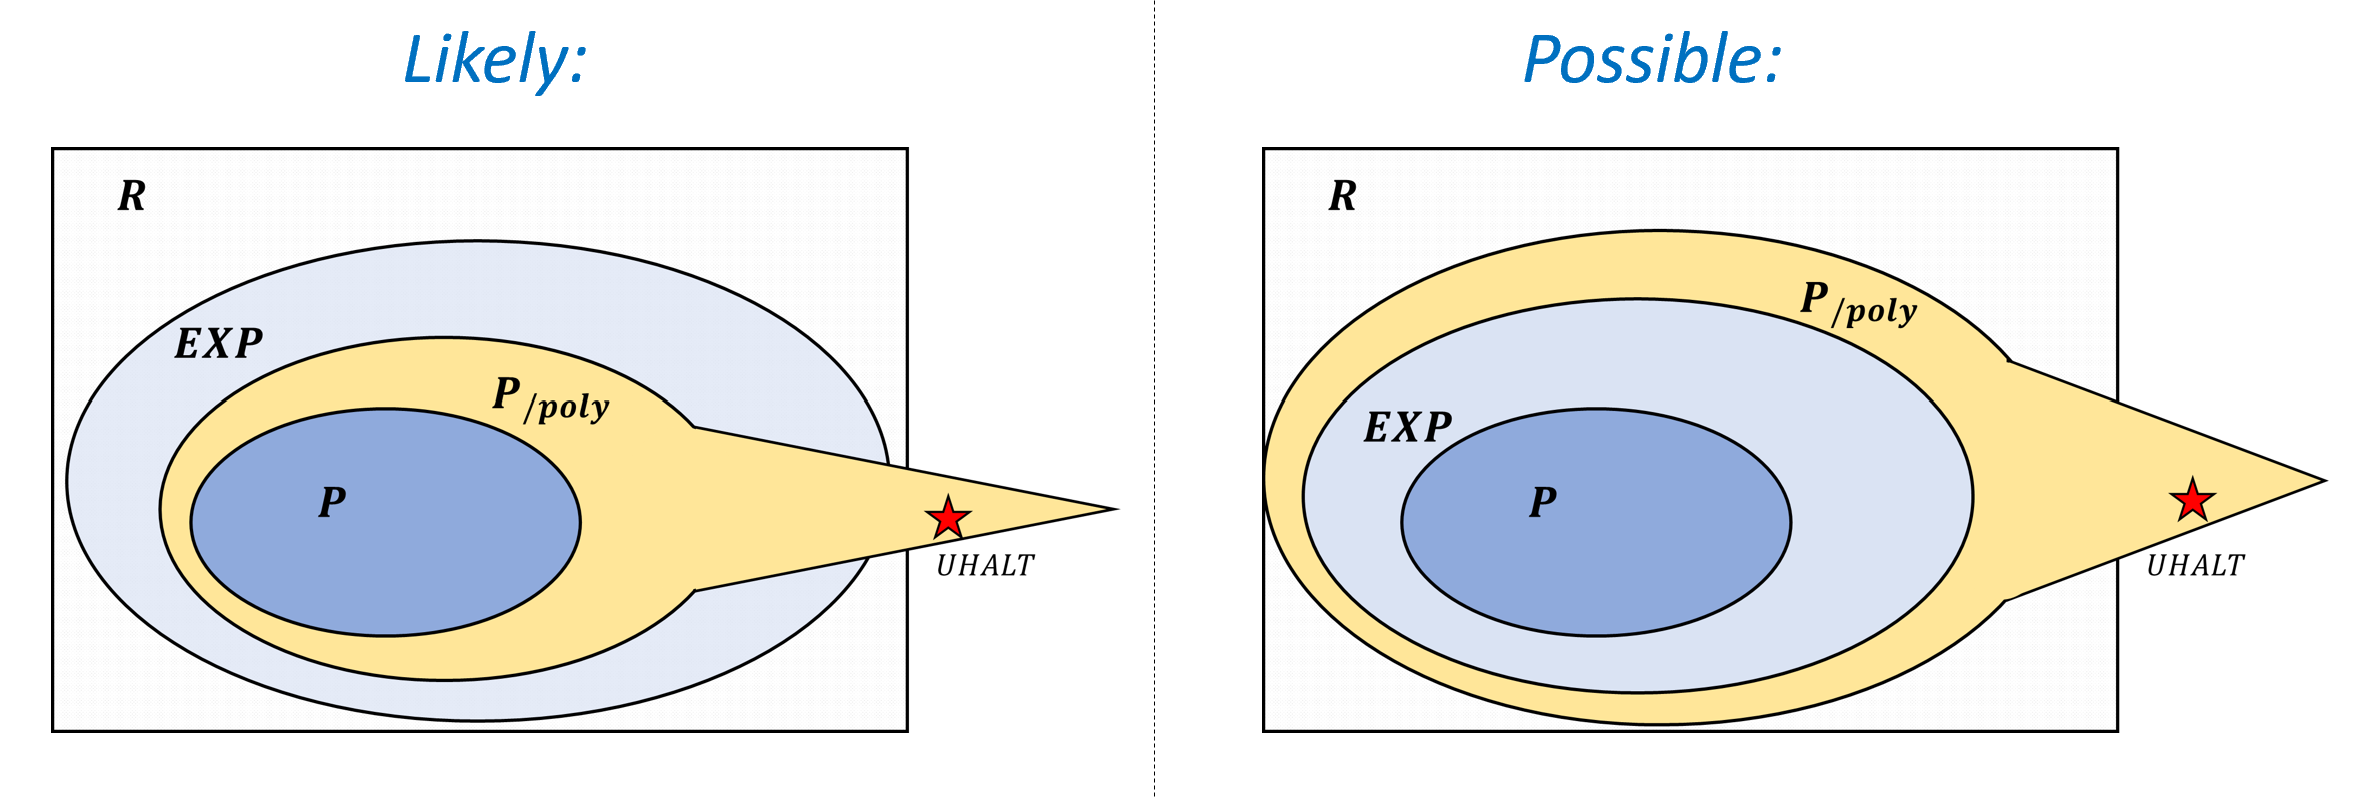 Likely:
R
EXP
P/poly
P
UHALT
Possible:
R
P/poly
EXP
P
UHALT